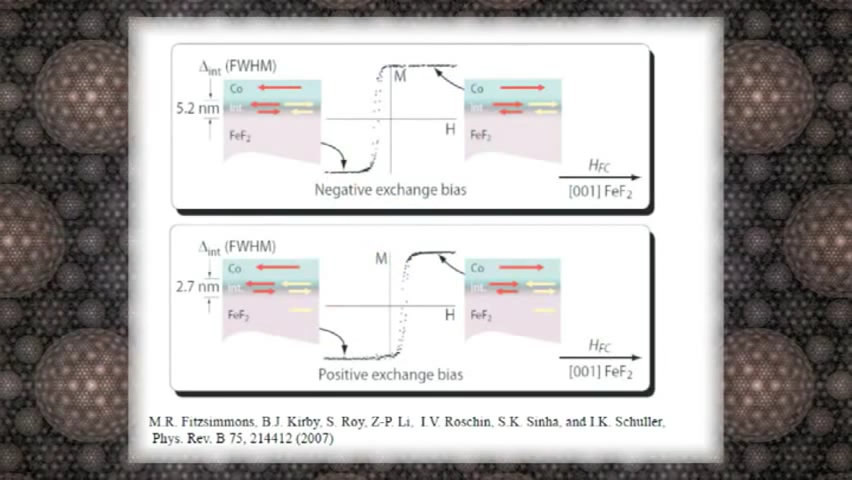 Δint (FWHM)
Co
5.2 nm
Int.
FeF2
M
H
Co
Int.
FeF2
Negative exchange bias
HFC
[001] FeF2
Δint (FWHM)
Co
2.7 nm
Int.
FeF2
M
H
Co
Int.
FeF2
Positive exchange bias
HFC
[001] FeF2
M.R. Fitzsimmons, B.J. Kirby, S. Roy, Z-P. Li, I.V. Roschin, S.K. Sinha, and I.K. Schuller,
Phys. Rev. B 75, 214412 (2007)